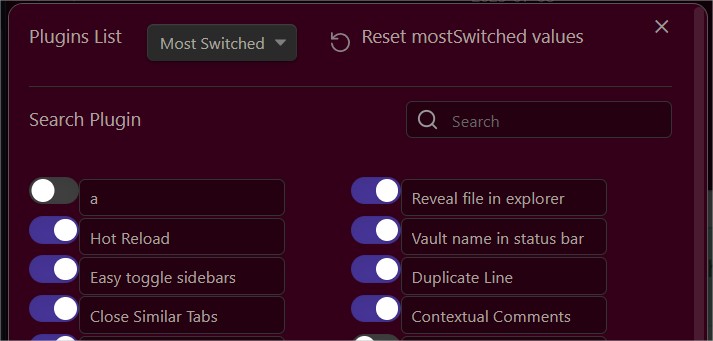 Plugins List
Most Switched
Reset mostSwitched values
Search Plugin
Search
a
Reveal file in explorer
Hot Reload
Vault name in status bar
Easy toggle sidebars
Duplicate Line
Close Similar Tabs
Contextual Comments